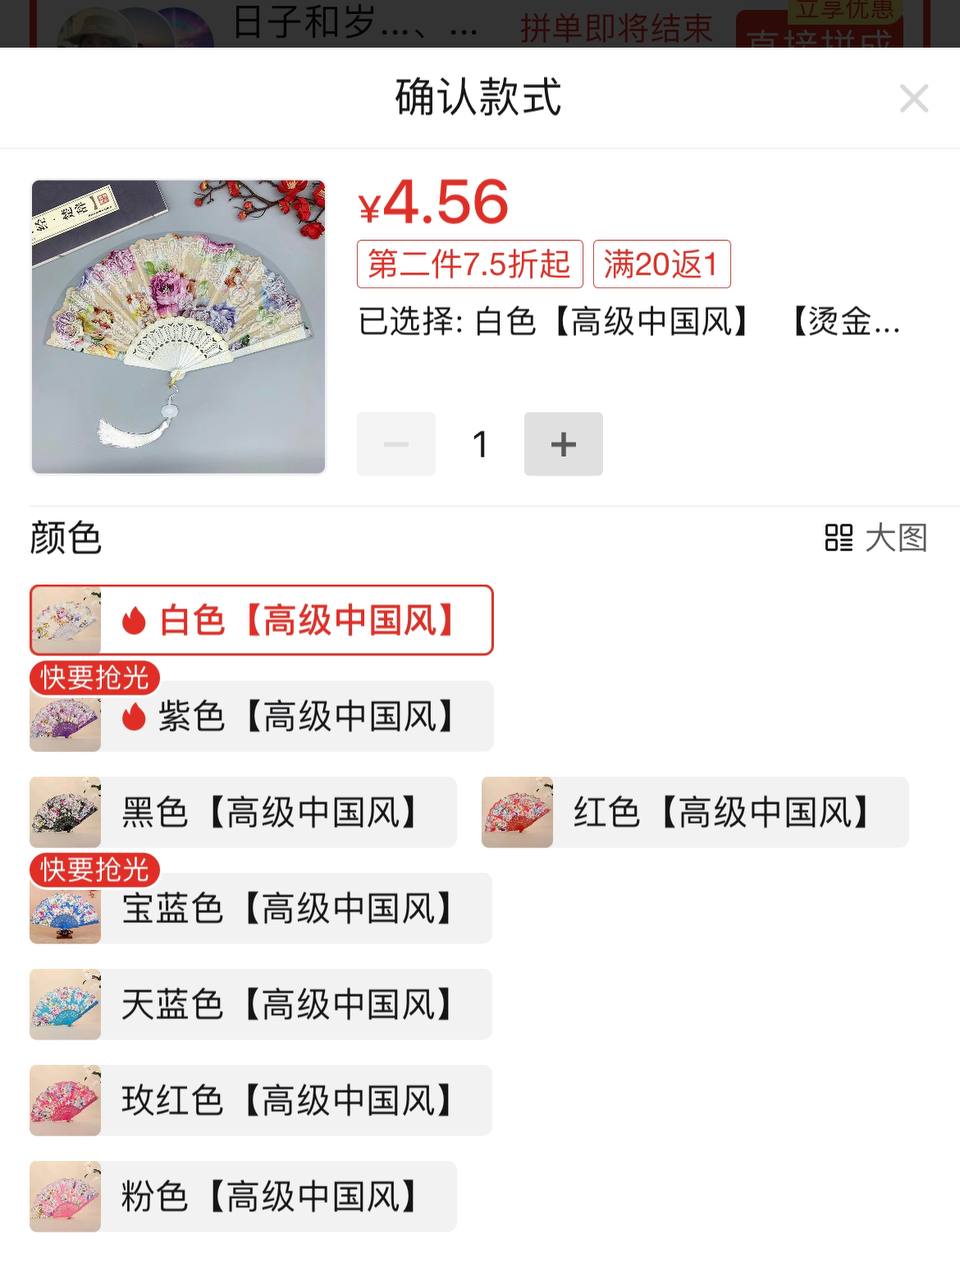 日子和岁...、...
拼单即将结束
立享优惠
直接拼成
确认款式
¥4.56
第二件7.5折起
满20返1
已选择: 白色【高级中国风】 【烫金...
1
颜色
大图
白色【高级中国风】
快要抢光
紫色【高级中国风】
黑色【高级中国风】
红色【高级中国风】
快要抢光
宝蓝色【高级中国风】
天蓝色【高级中国风】
玫红色【高级中国风】
粉色【高级中国风】